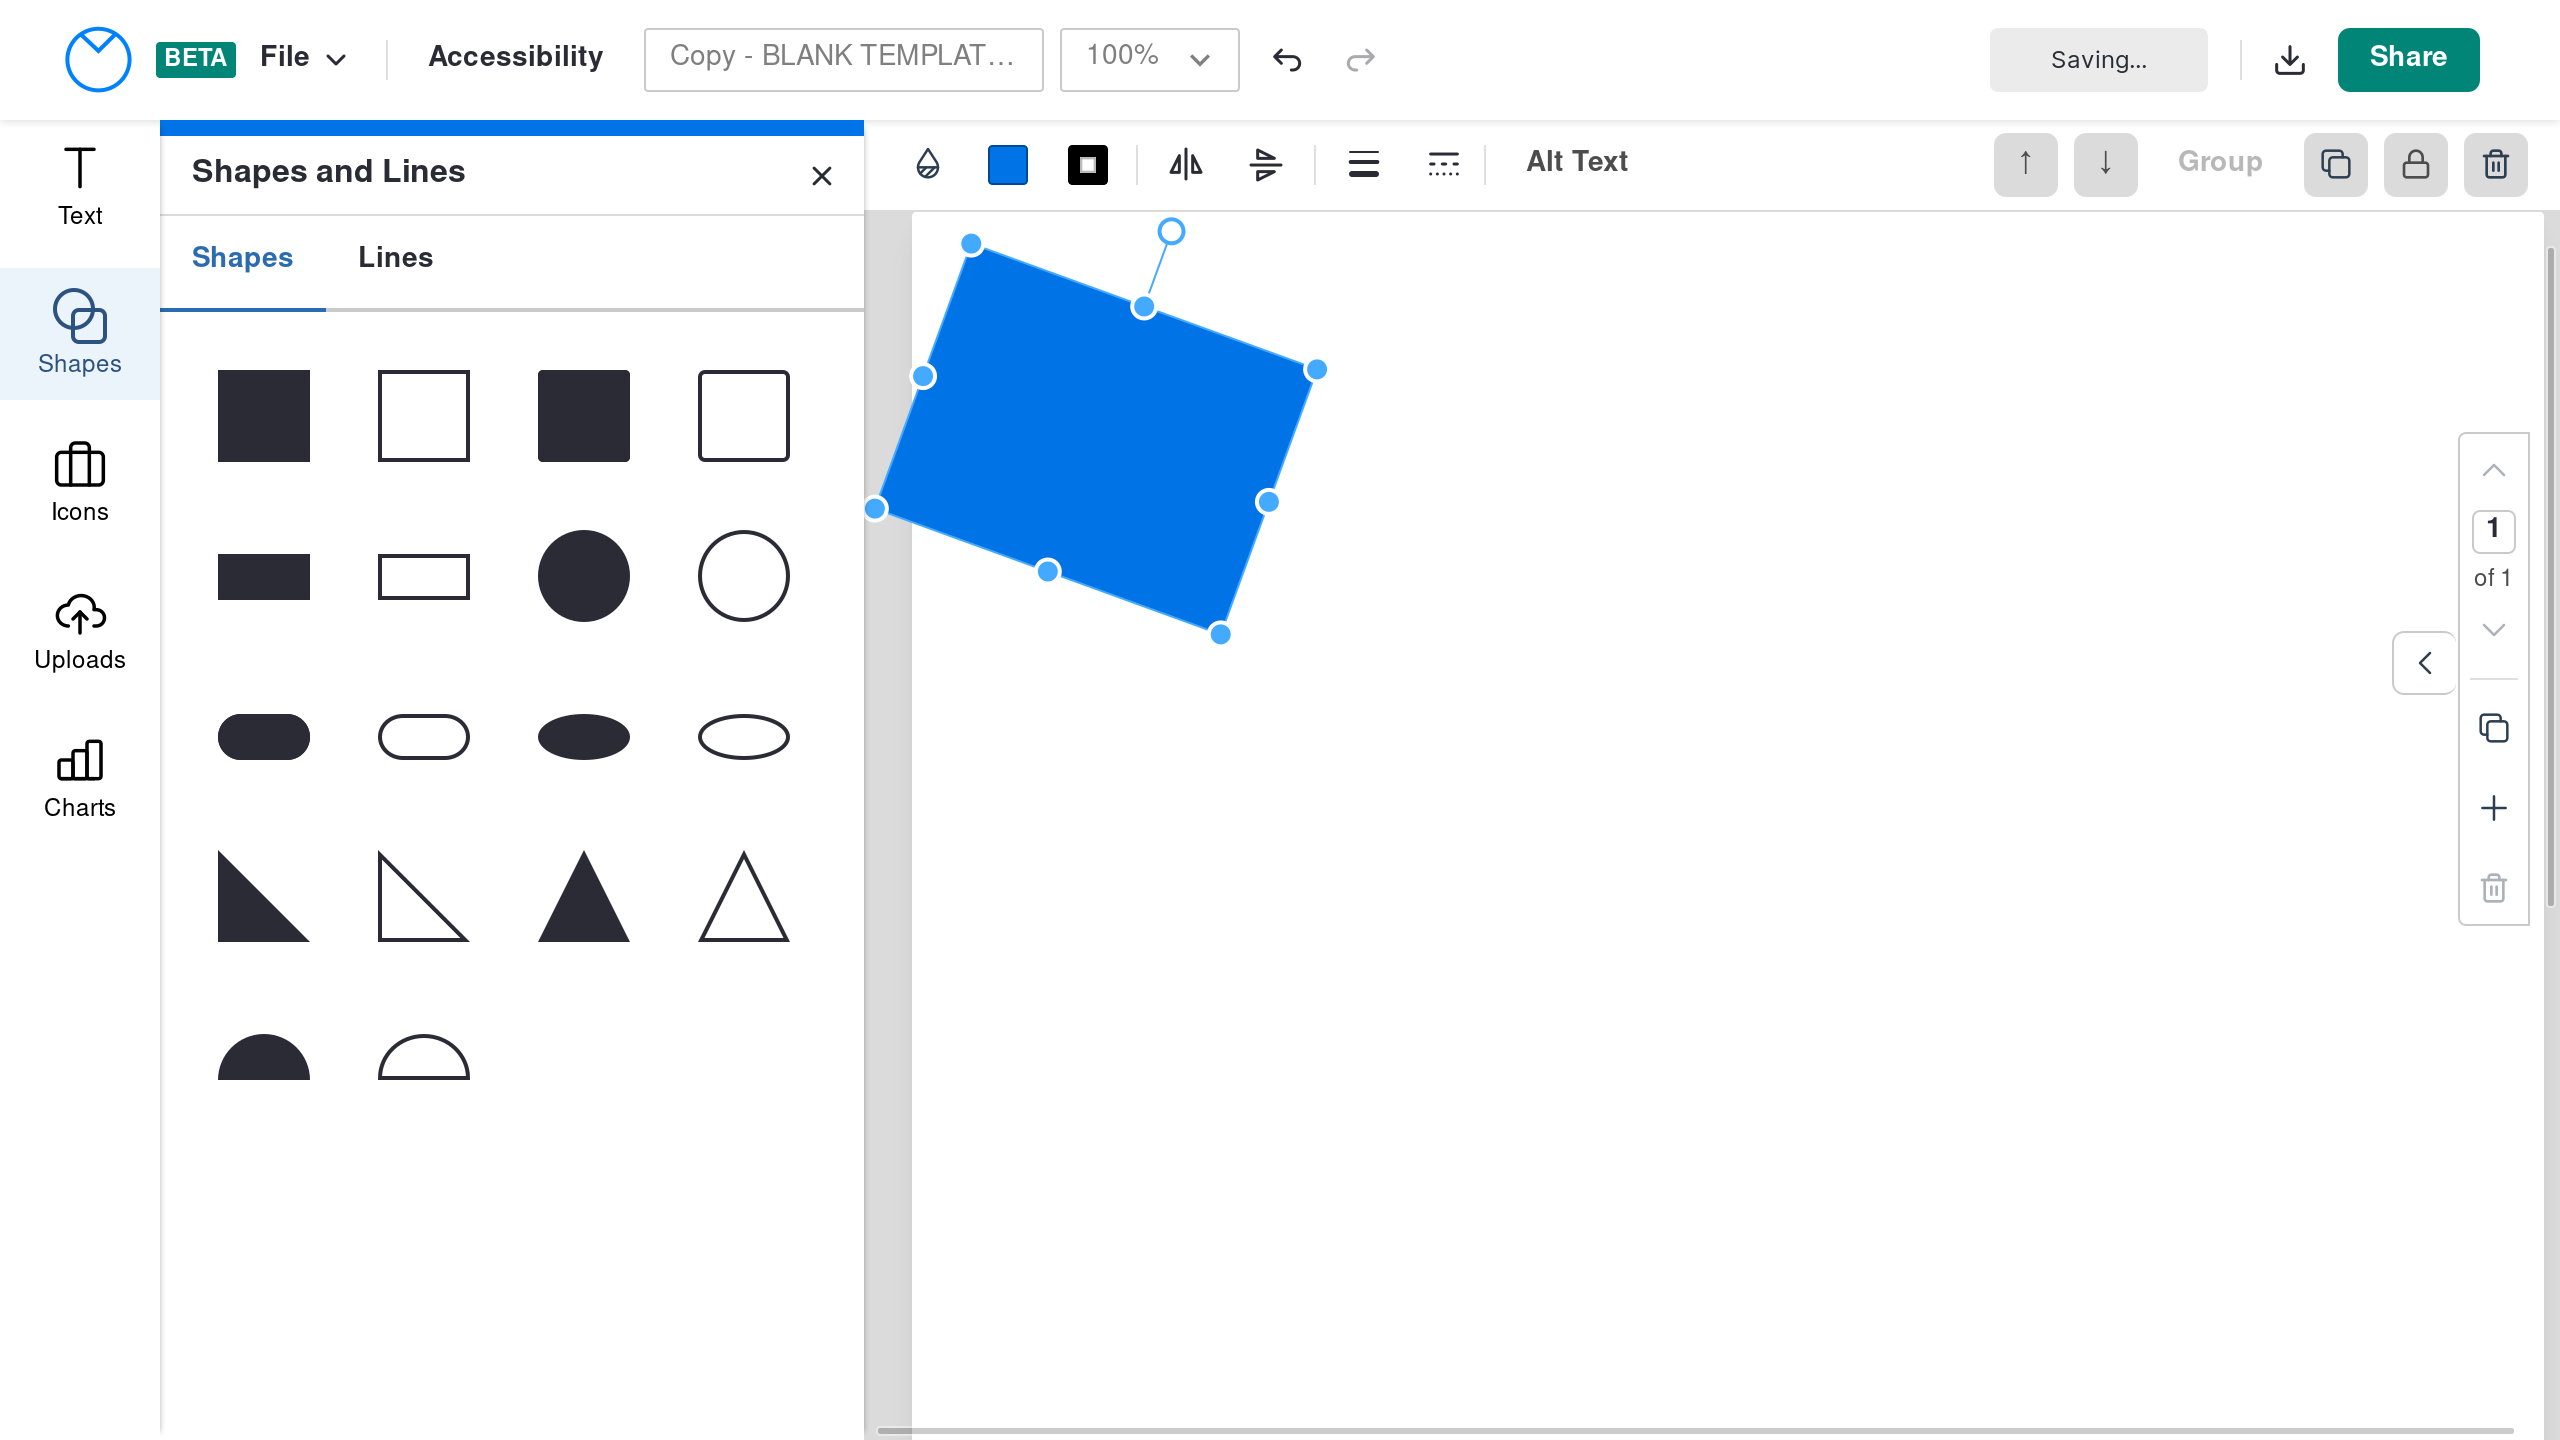 BETA File Accessibility Copy - BLANK TEMPLAT... 100% Saving... Share
Text
Shapes
Icons
Uploads
Charts
Shapes and Lines
Shapes Lines
Alt Text Group
1
of 1